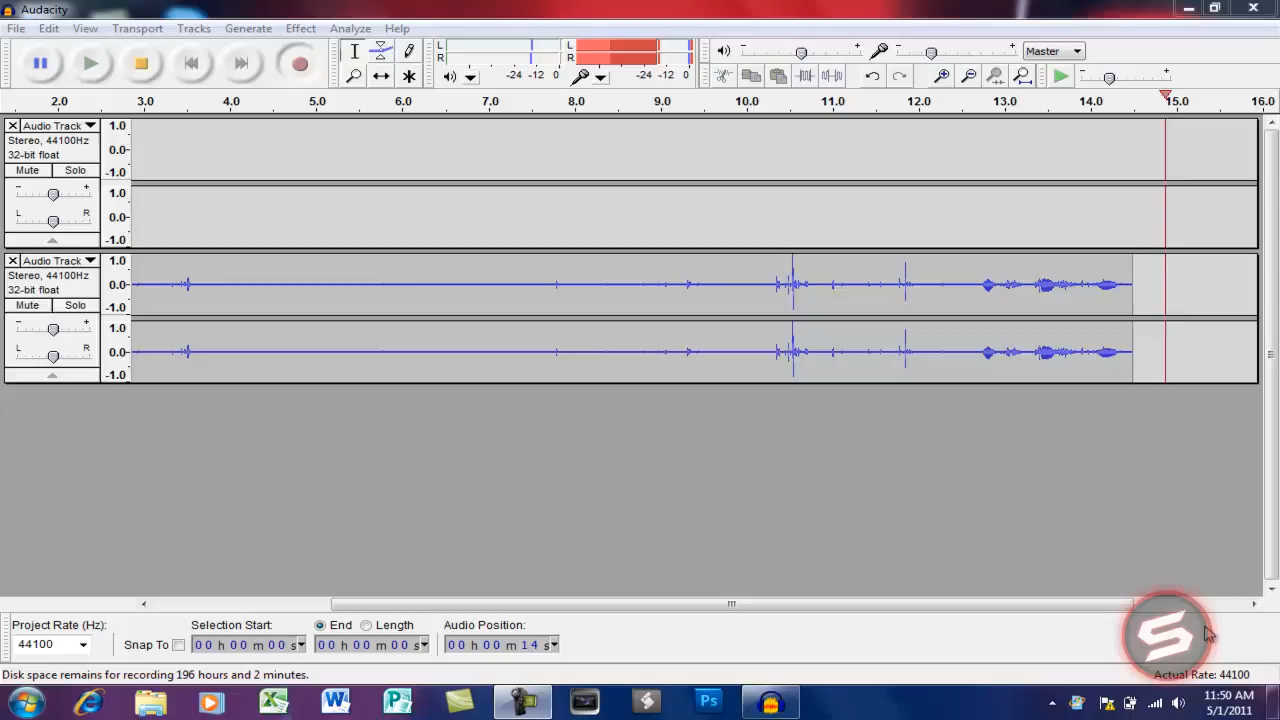 Audacity
File Edit View Transport Tracks Generate Effect Analyze Help
L R -24 -12 0 L R -24 -12 0
Master
2.0 3.0 4.0 5.0 6.0 7.0 8.0 9.0 10.0 11.0 12.0 13.0 14.0 15.0 16.0
Audio Track
Stereo, 44100Hz
32-bit float
Mute Solo
- +
L R
1.0
0.0-
-1.0
1.0
0.0-
-1.0
Audio Track
Stereo, 44100Hz
32-bit float
Mute Solo
- +
L R
1.0
0.0-
-1.0
1.0
0.0-
-1.0
Project Rate (Hz): Selection Start: End Length Audio Position:
44100 Snap To 00 h 00 m 00 s 00 h 00 m 00 s 00 h 00 m 14 s
Disk space remains for recording 196 hours and 2 minutes. Actual Rate: 44100
Ps
11:50 AM
5/1/2011